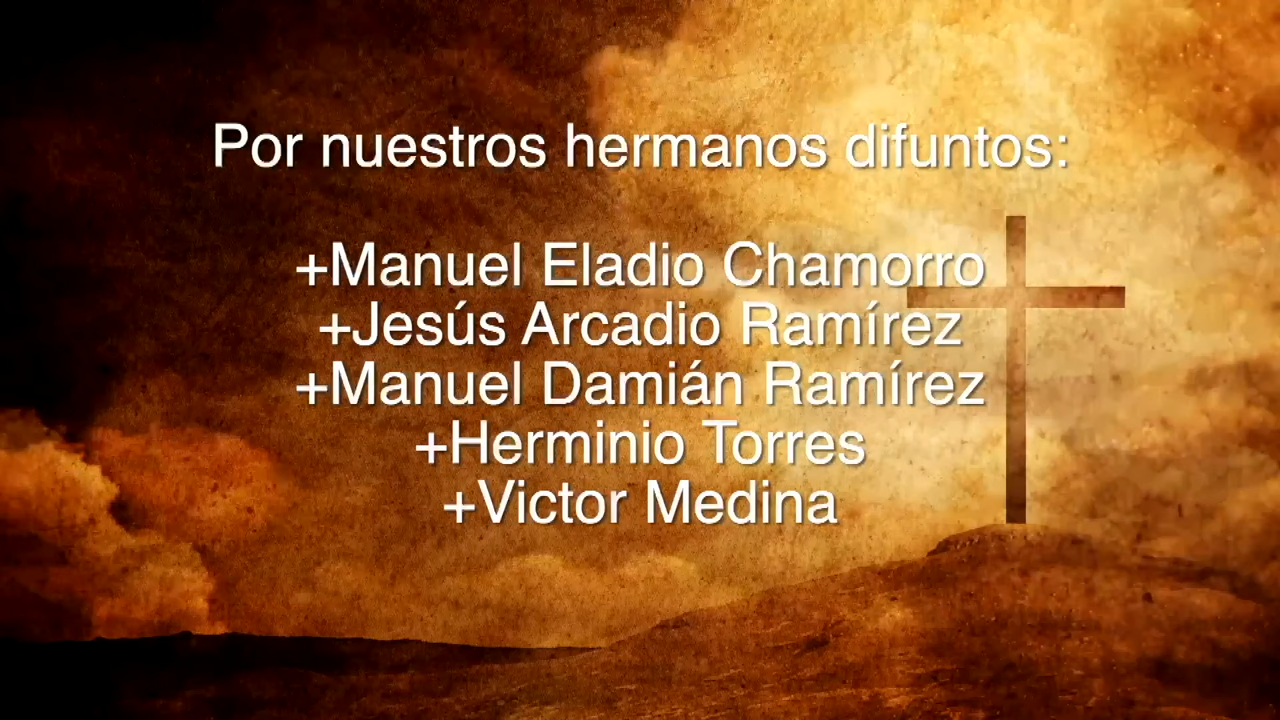 Por nuestros hermanos difuntos:
+Manuel Eladio Chamorro
+Jesús Arcadio Ramírez
+Manuel Damián Ramírez
+Herminio Torres
+Victor Medina